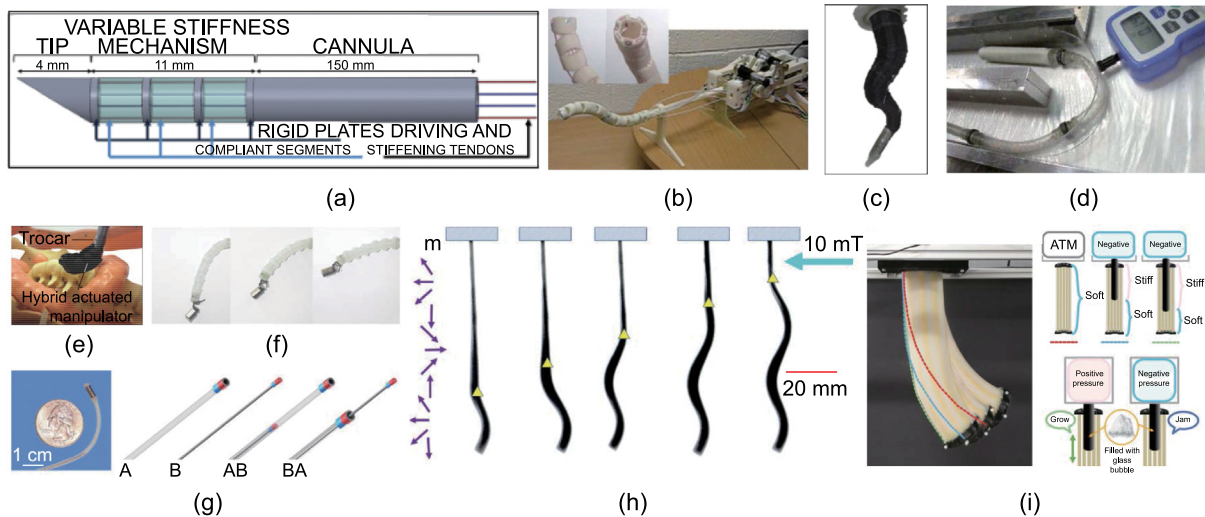 VARIABLE STIFFNESS
TIP MECHANISM CANNULA
4 mm 11 mm 150 mm
RIGID PLATES DRIVING AND
COMPLIANT SEGMENTS STIFFENING TENDONS
(a)
(b)
(c)
(d)
Trocar
Hybrid actuated
manipulator
(e)
(f)
1 cm
A B AB BA
(g)
m
10 mT
20 mm
(h)
ATM Negative Negative
Soft
Stiff
Soft
Stiff
Soft
Positive
pressure
Negative
pressure
Grow
Jam
Filled with
glass
bubble
(i)